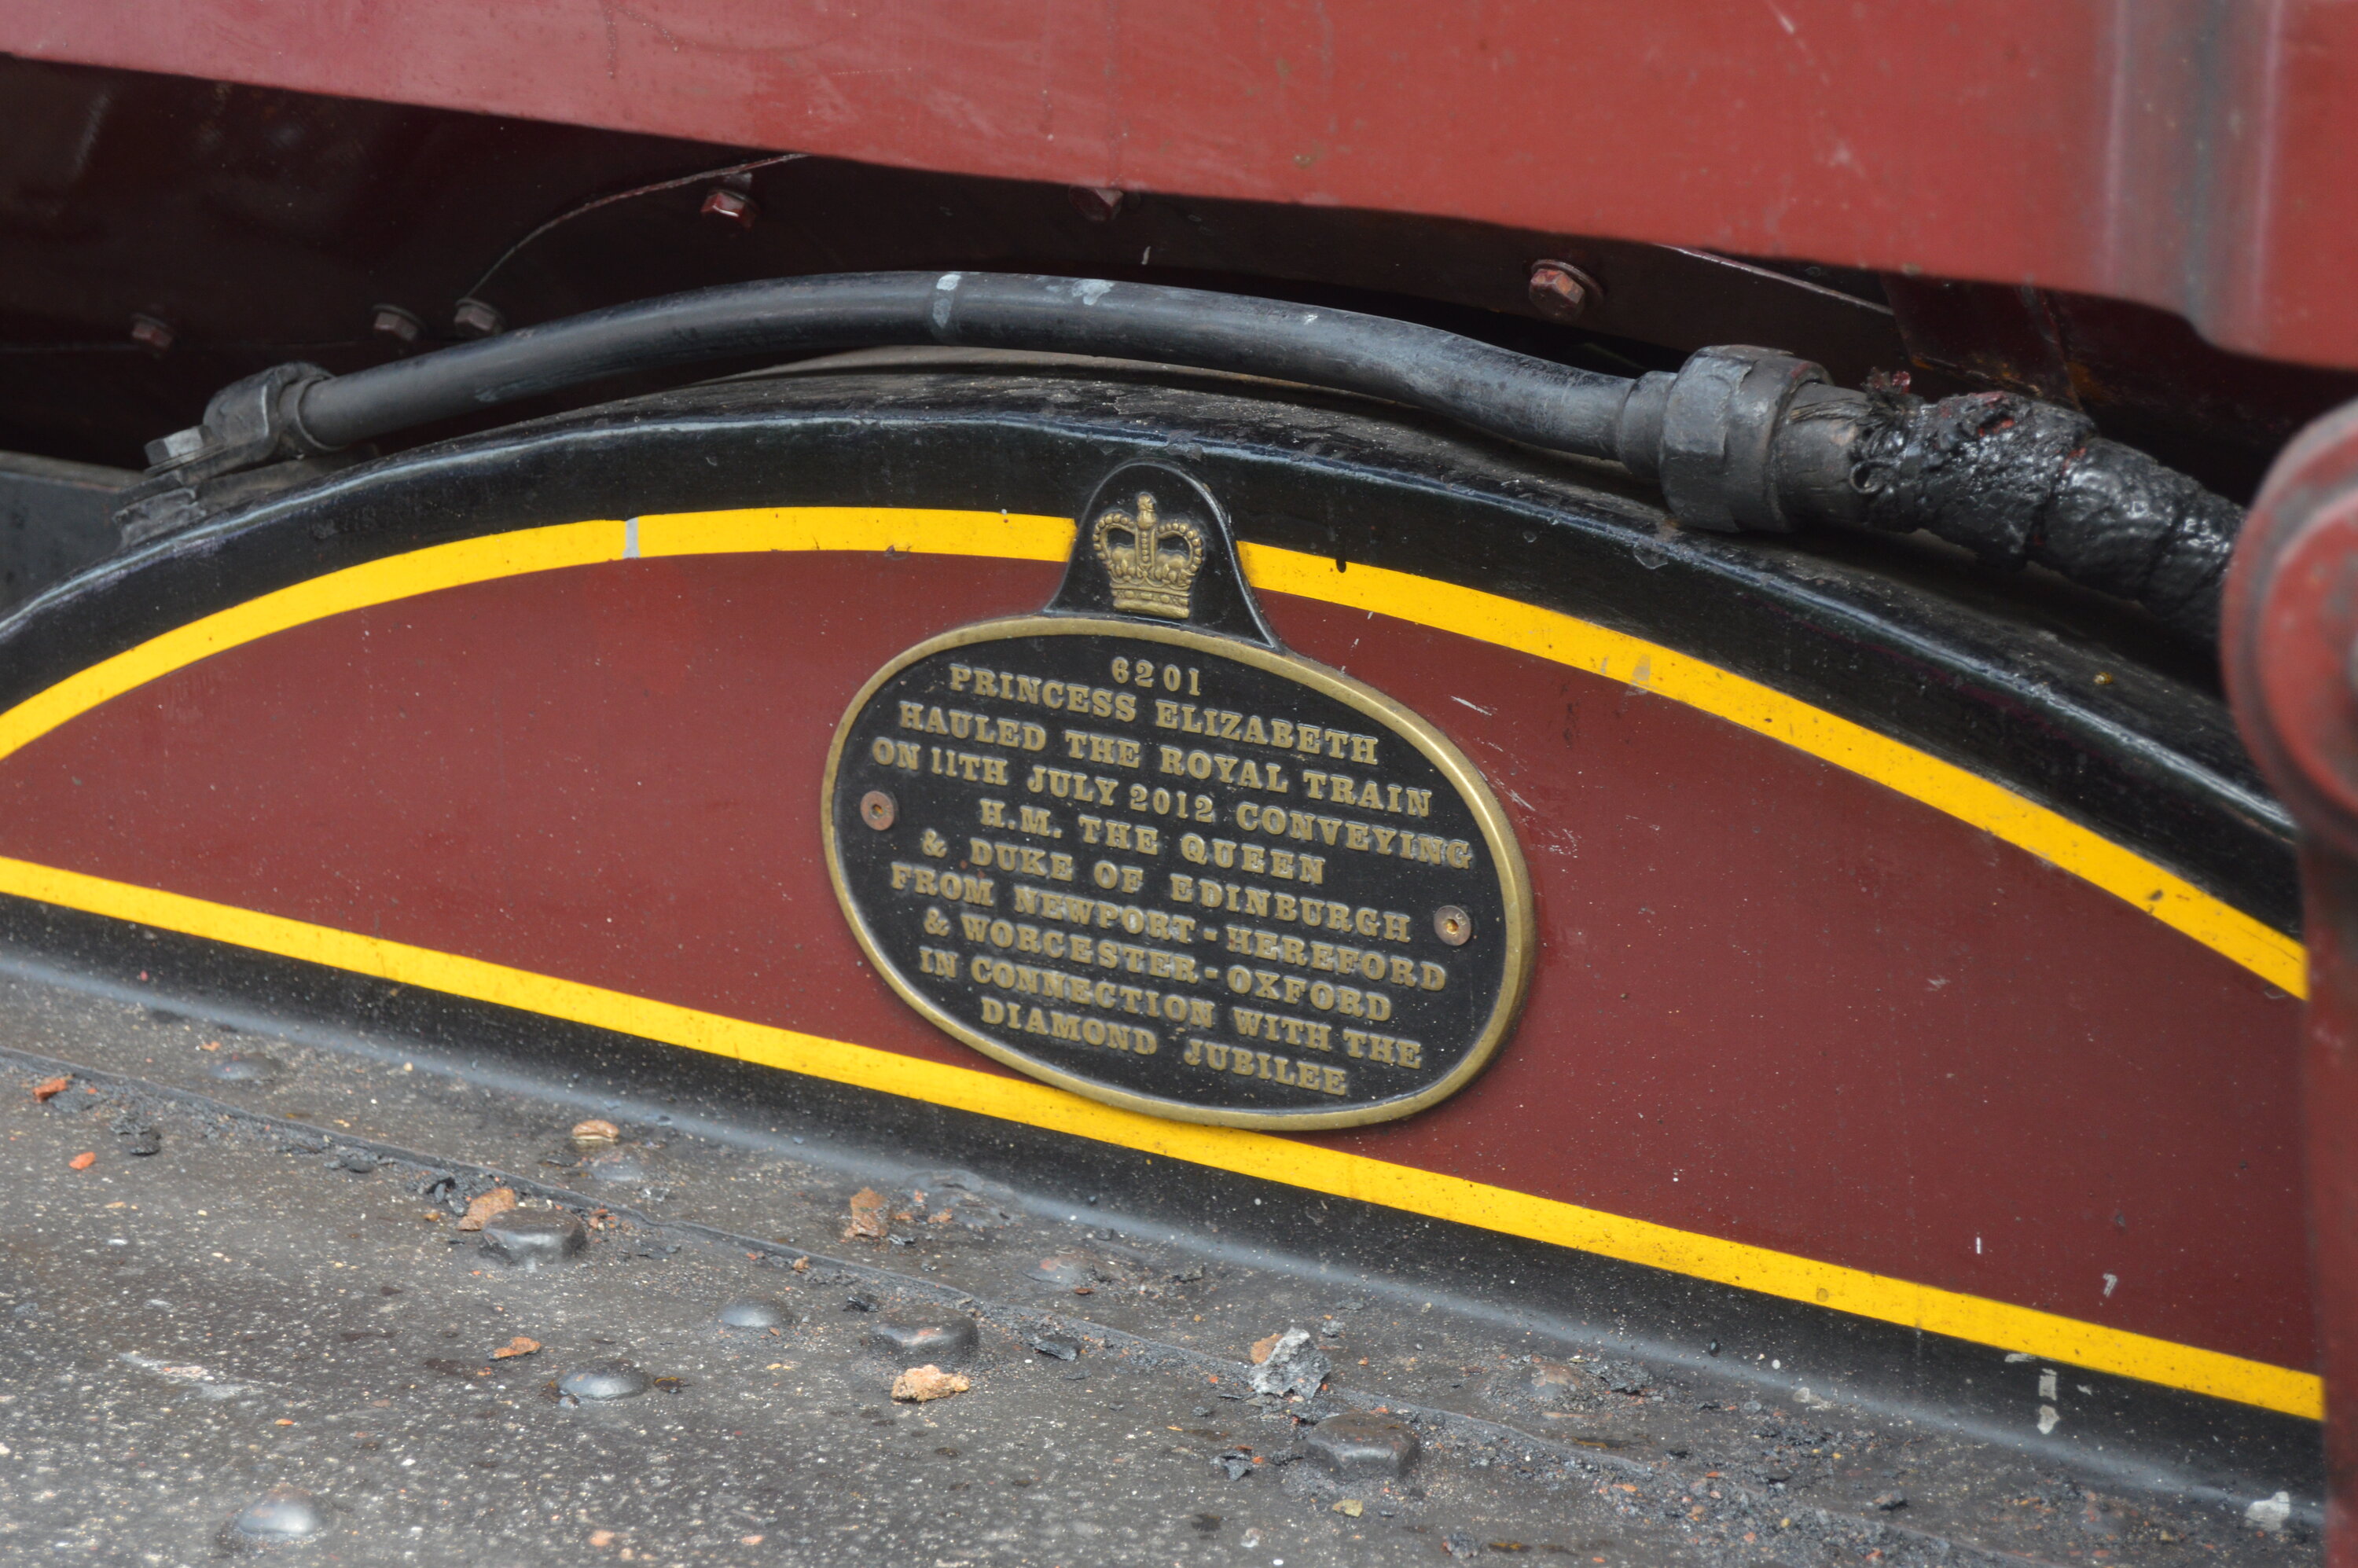 6201
PRINCESS ELIZABETH
HAULED THE ROYAL TRAIN
ON 11TH JULY 2012 CONVEYING
H.M. THE QUEEN
& DUKE OF EDINBURGH
FROM NEWPORT - HEREFORD
& WORCESTER - OXFORD
IN CONNECTION WITH THE
DIAMOND JUBILEE